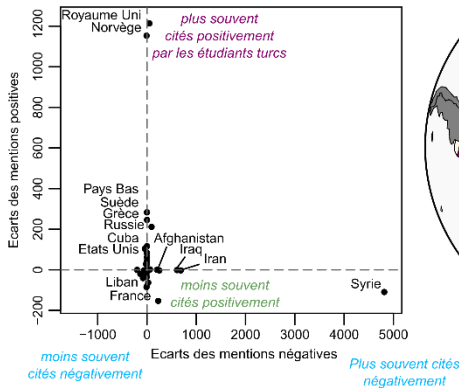 Royaume Uni
Norvège
plus souvent
cités positivement
par les étudiants turcs
Ecarts des mentions positives
1200
1000
800
600
400
200
0
−200
Pays Bas
Suède
Grèce
Russie
Cuba
Etats Unis
Afghanistan
Iraq
Iran
Liban
France
moins souvent
cités positivement
Syrie
−1000
0
1000
2000
3000
4000
5000
Ecarts des mentions négatives
moins souvent
cités négativement
Plus souvent cités
négativement